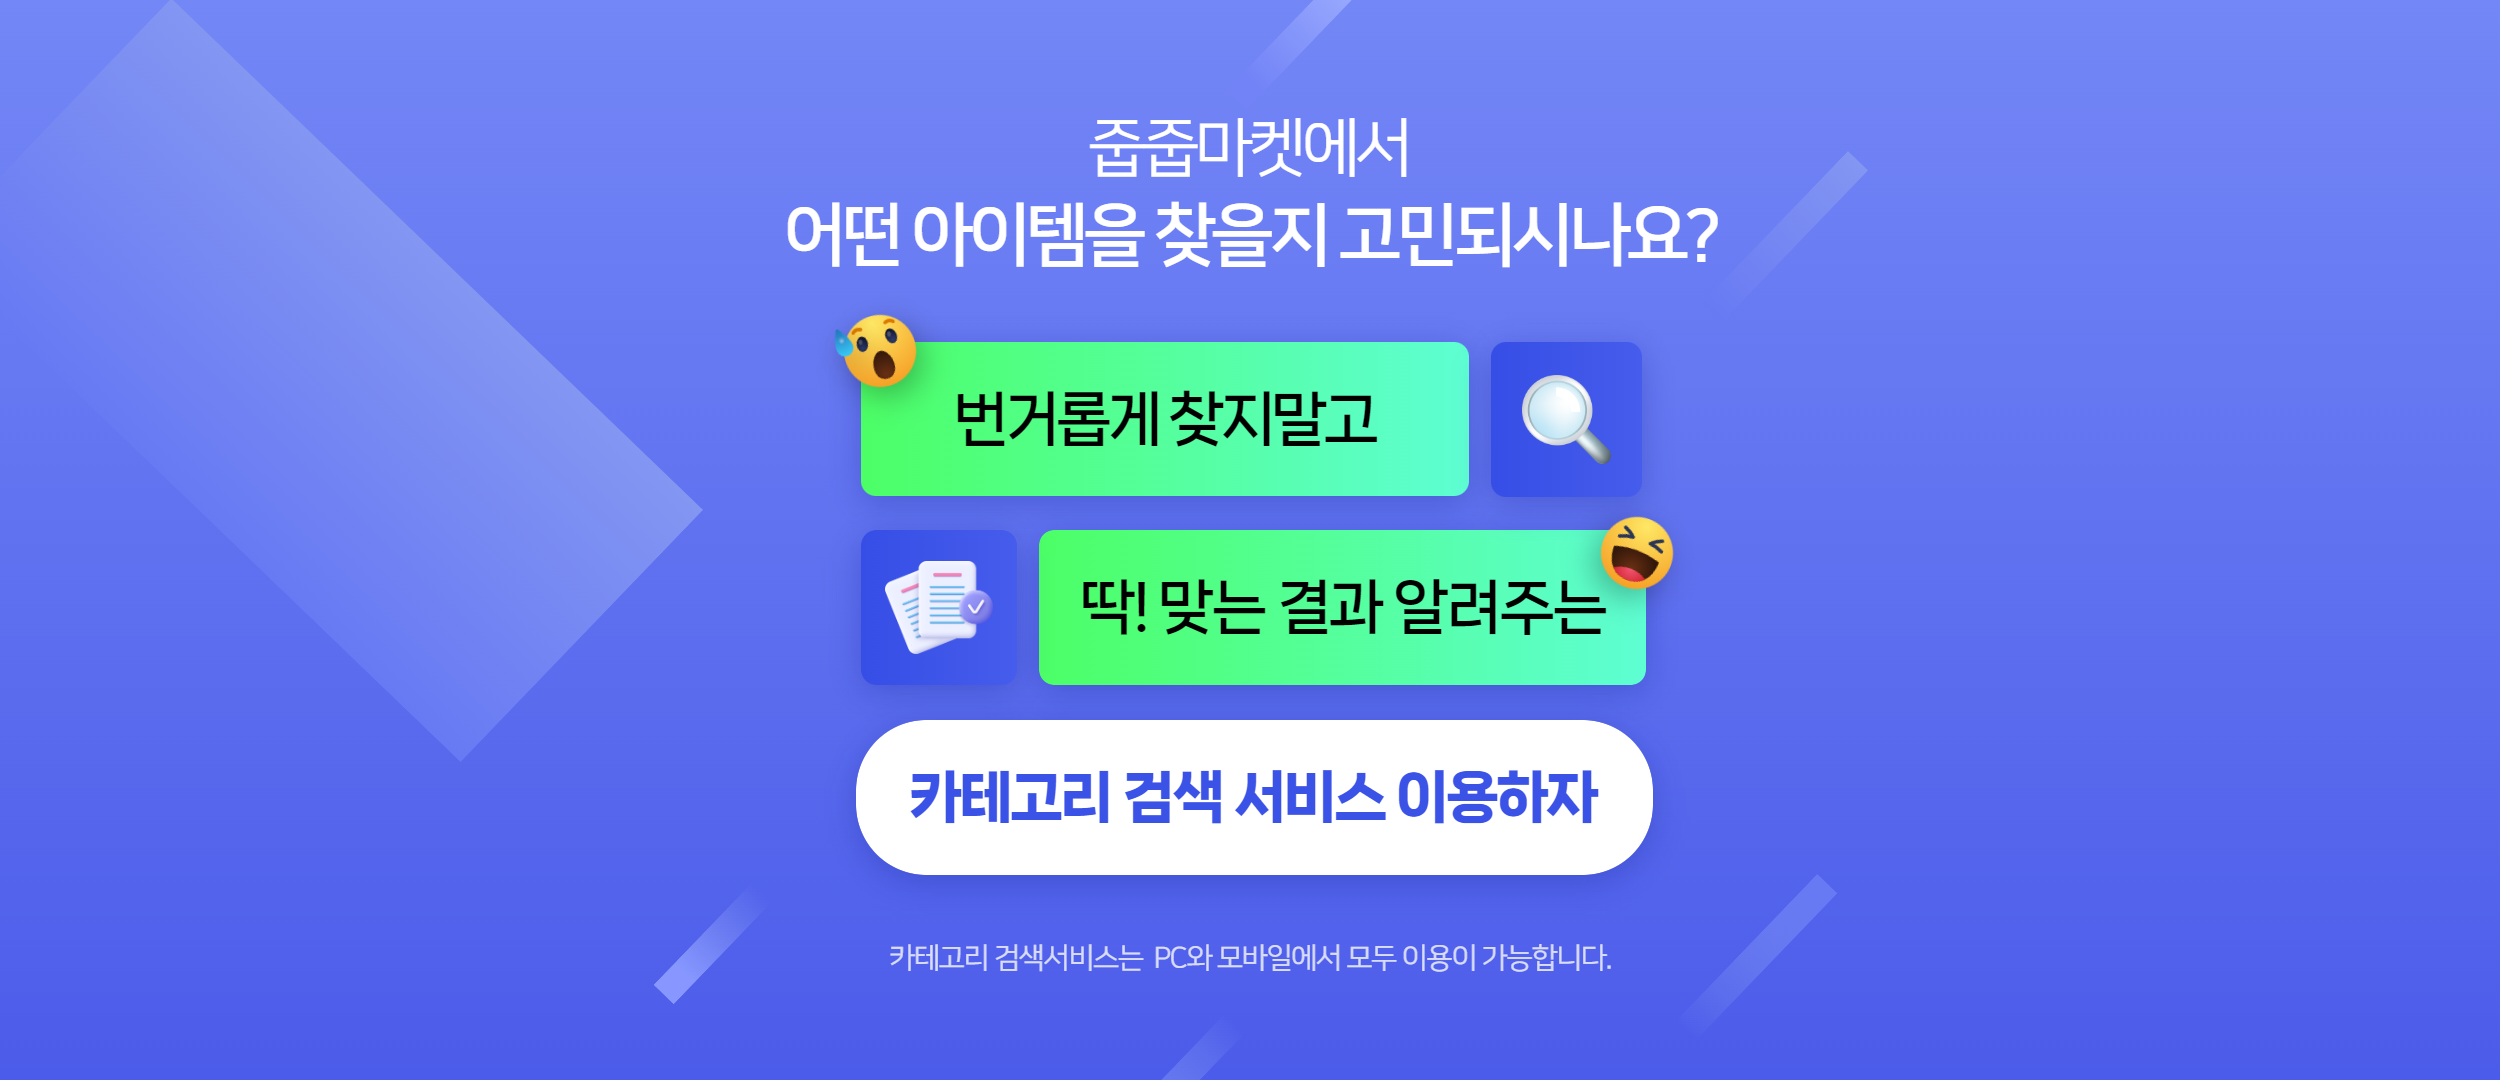 줍줍마켓에서
어떤 아이템을 찾을지 고민되시나요?
번거롭게 찾지말고
딱! 맞는 결과 알려주는
카테고리 검색 서비스 이용하자
카테고리 검색서비스는 PC와 모바일에서 모두 이용이 가능합니다.